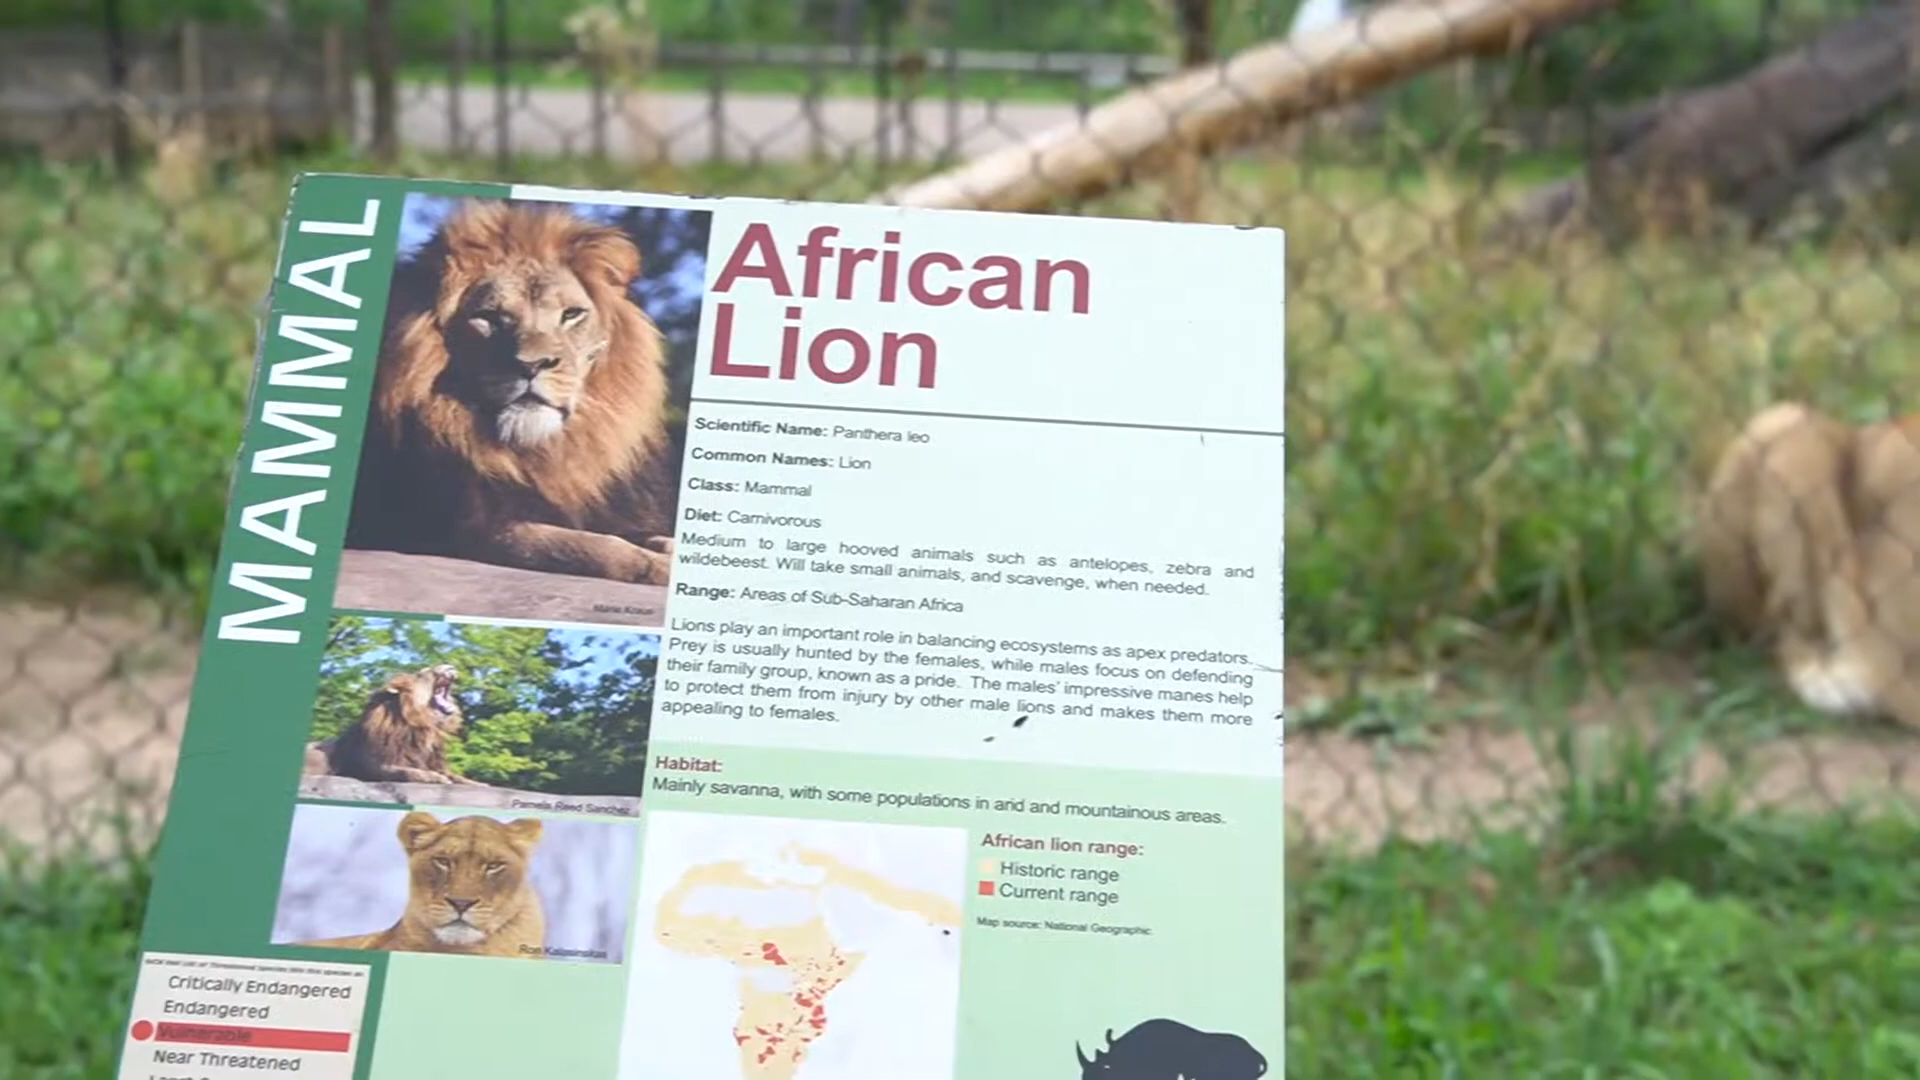 MAMMAL
African
Lion
Scientific Name: Panthera leo
Common Names: Lion
Class: Mammal
Diet: Carnivorous
Medium to large hooved animals such as antelopes, zebra and
wildebeest. Will take small animals, and scavenge, when needed.
Range: Areas of Sub-Saharan Africa
Lions play an important role in balancing ecosystems as apex predators.
Prey is usually hunted by the females, while males focus on defending
their family group, known as a pride. The males' impressive manes help
to protect them from injury by other male lions and makes them more
appealing to females.
Habitat:
Mainly savanna, with some populations in arid and mountainous areas.
African lion range:
Historic range
Current range
Map source: National Geographic
Pamela Reed Sanchez
Critically Endangered
Endangered
Vulnerable
Near Threatened